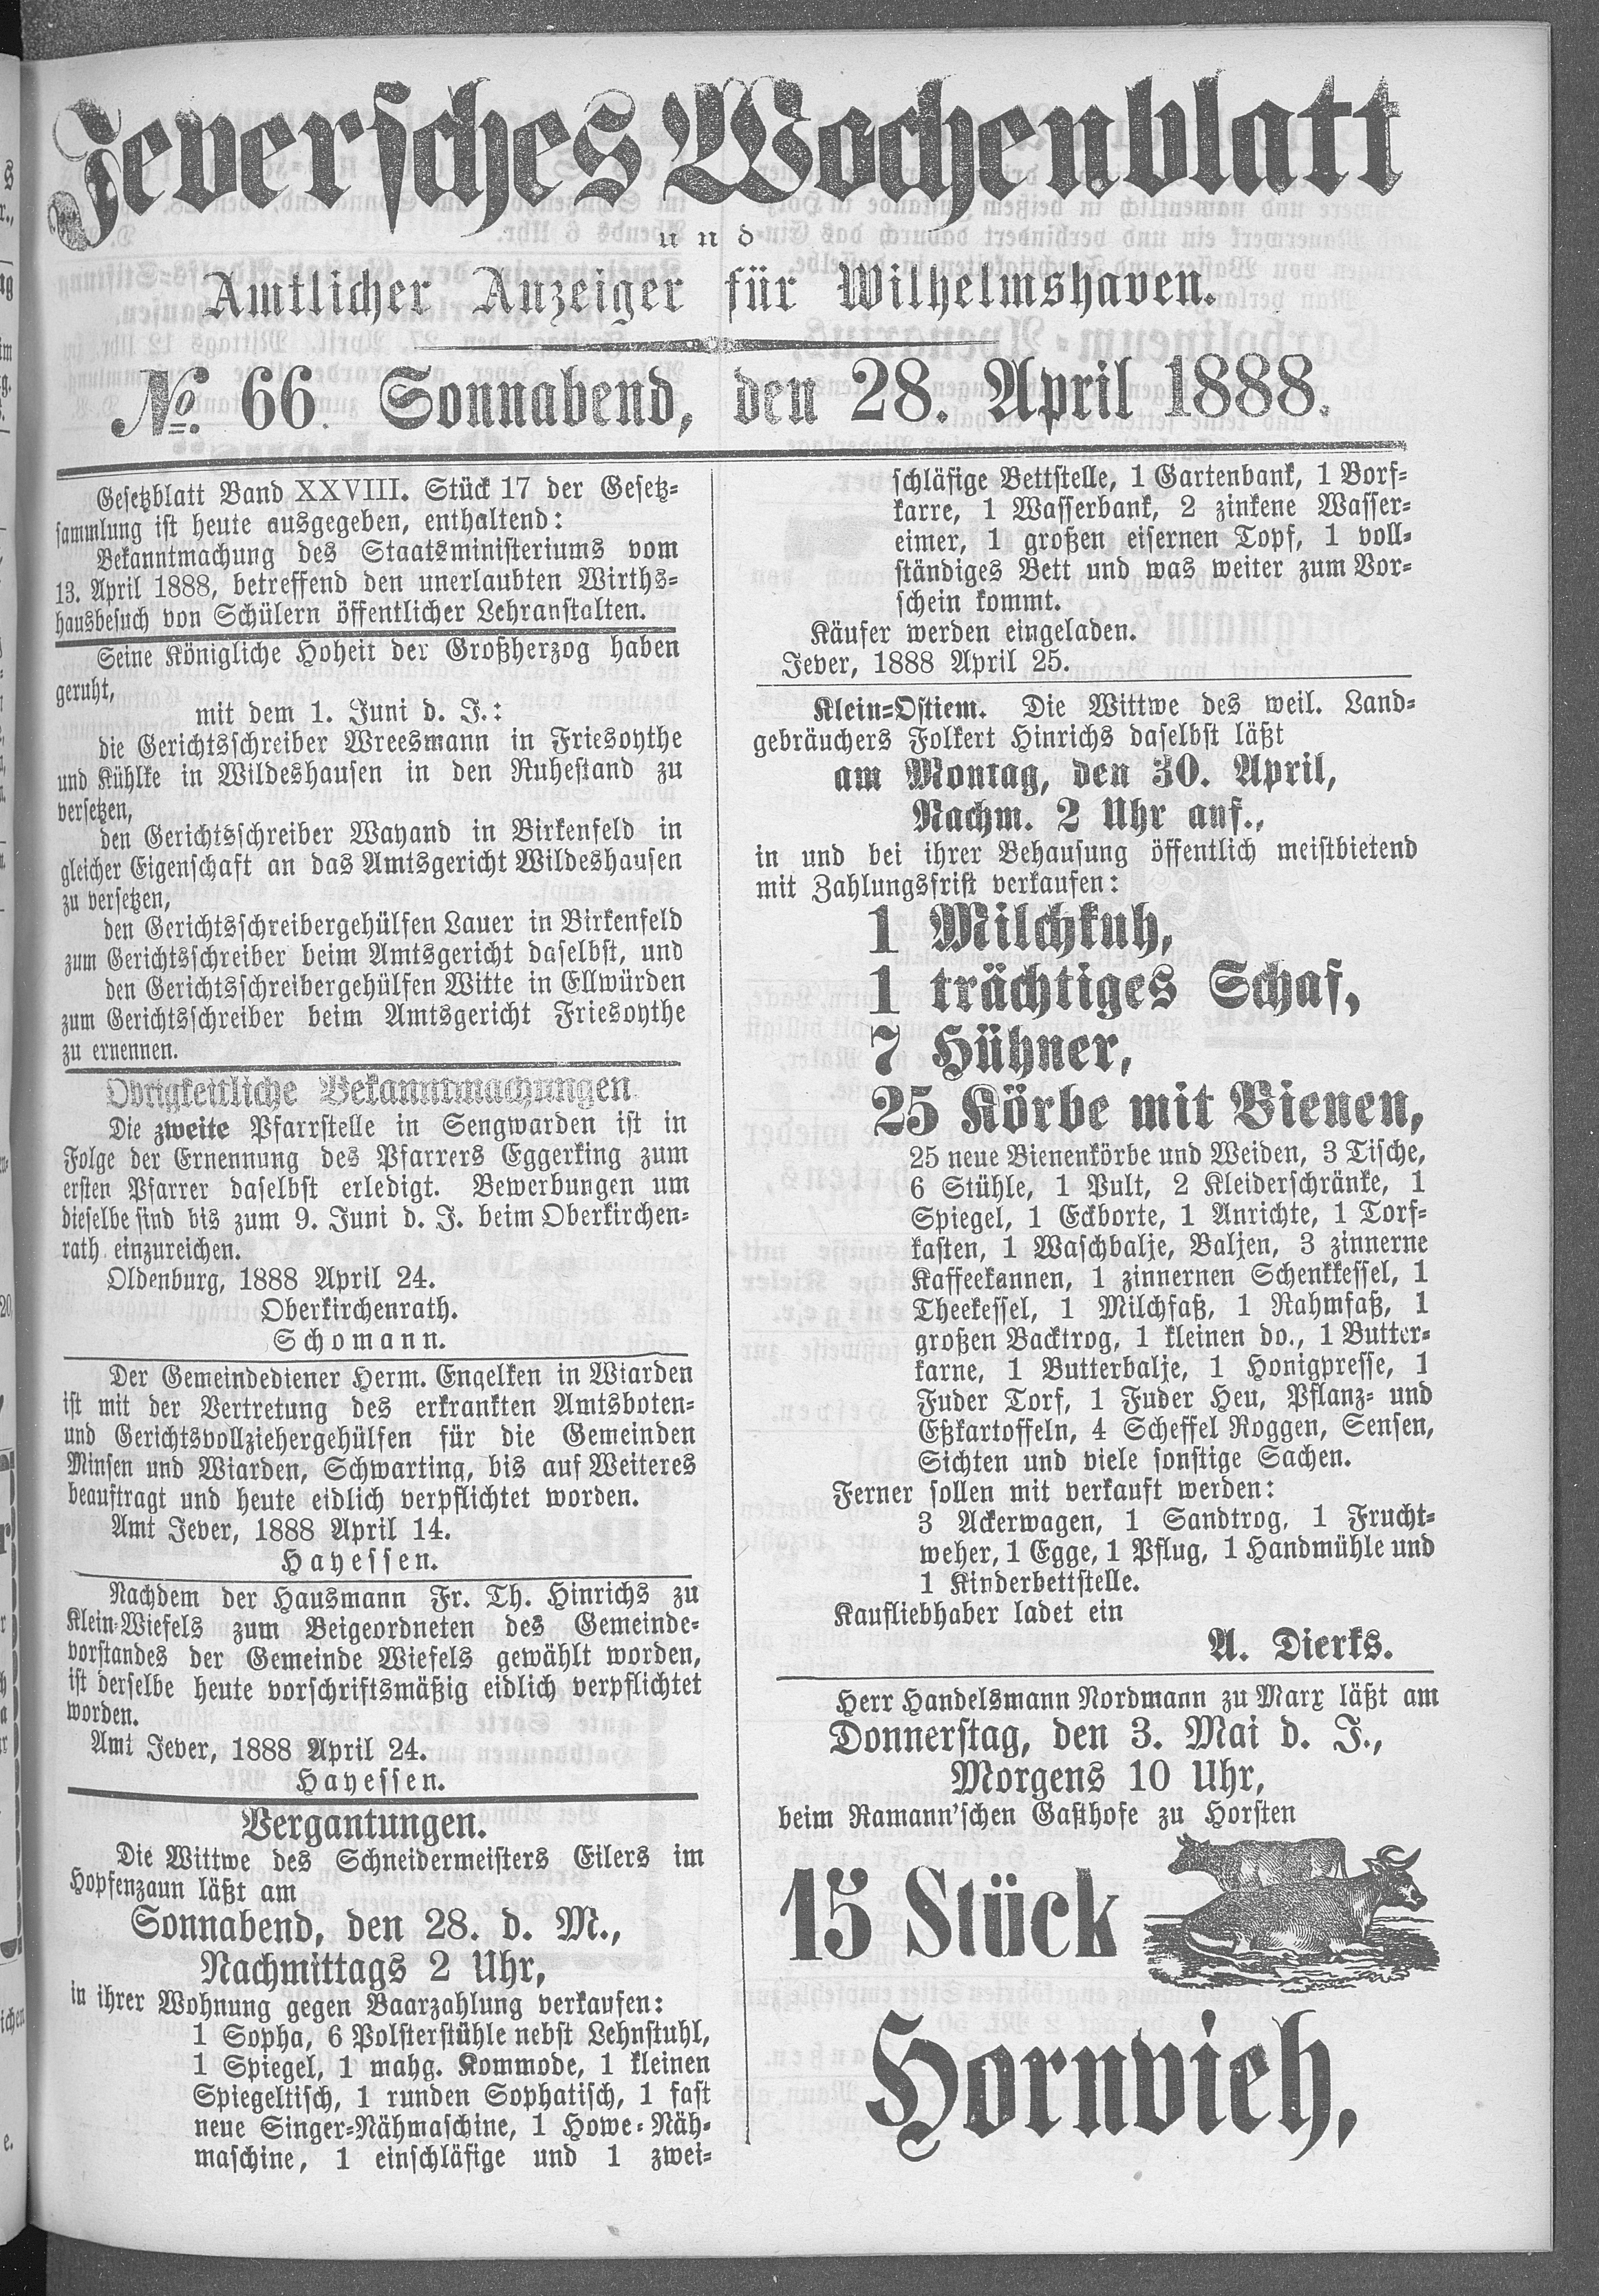 Jeversches Wochenblatt
und
Amtlicher Anzeiger für Wilhelmshaven.
No. 66. Sonnabend, den 28. April 1888.
Gesetzblatt Band XXVIII. Stück 17 der Gesetz-
sammlung ist heute ausgegeben, enthaltend:
Bekanntmachung des Staatsministeriums vom
13. April 1888, betreffend den unerlaubten Wirths-
hausbesuch von Schülern öffentlicher Lehranstalten.
Seine Königliche Hoheit der Großherzog haben
geruht,
mit dem 1. Juni d. J.:
die Gerichtsschreiber Wreesmann in Friesoythe
und Kühlke in Wildeshausen in den Ruhestand zu
versetzen,
den Gerichtsschreiber Wayand in Birkenfeld in
gleicher Eigenschaft an das Amtsgericht Wildeshausen
zu versetzen,
den Gerichtsschreibergehülfen Lauer in Birkenfeld
zum Gerichtsschreiber beim Amtsgericht daselbst, und
den Gerichtsschreibergehülfen Witte in Ellwürden
zum Gerichtsschreiber beim Amtsgericht Friesoythe
zu ernennen.
Obrigkeitliche Bekanntmachungen
Die zweite Pfarrstelle in Sengwarden ist in
Folge der Ernennung des Pfarrers Eggerking zum
ersten Pfarrer daselbst erledigt. Bewerbungen um
dieselbe sind bis zum 9. Juni d. J. beim Oberkirchen-
rath einzureichen.
Oldenburg, 1888 April 24.
Oberkirchenrath.
Schomann.
Der Gemeindediener Herm. Engelken in Wiarden
ist mit der Vertretung des erkrankten Amtsboten-
und Gerichtsvollziehergehülfen für die Gemeinden
Minsen und Wiarden, Schwarting, bis auf Weiteres
beauftragt und heute eidlich verpflichtet worden.
Amt Jever, 1888 April 14.
Hayessen.
Nachdem der Hausmann Fr. Th. Hinrichs zu
Klein-Wiefels zum Beigeordneten des Gemeinde-
vorstandes der Gemeinde Wiefels gewählt worden,
ist derselbe heute vorschriftsmäßig eidlich verpflichtet
worden.
Amt Jever, 1888 April 24.
Hayessen.
Vergantungen.
Die Wittwe des Schneidermeisters Eilers im
Hopfenzaun läßt am
Sonnabend, den 28. d. M.,
Nachmittags 2 Uhr,
in ihrer Wohnung gegen Baarzahlung verkaufen:
1 Sopha, 6 Polsterstühle nebst Lehnstuhl,
1 Spiegel, 1 mahg. Kommode, 1 kleinen
Spiegeltisch, 1 runden Sophatisch, 1 fast
neue Singer-Nähmaschine, 1 Howe-Näh-
maschine, 1 einschläfige und 1 zwei-
schläfige Bettstelle, 1 Gartenbank, 1 Borf-
karre, 1 Wasserbank, 2 zinkene Wasser-
eimer, 1 großen eisernen Topf, 1 voll-
ständiges Bett und was weiter zum Vor-
schein kommt.
Käufer werden eingeladen.
Jever, 1888 April 25.
Klein-Ostiem. Die Wittwe des weil. Land-
gebräuchers Folkert Hinrichs daselbst läßt
am Montag, den 30. April,
Nachm. 2 Uhr auf.,
in und bei ihrer Behausung öffentlich meistbietend
mit Zahlungsfrist verkaufen:
1 Milchkuh,
1 trächtiges Schaf,
7 Hühner,
25 Körbe mit Bienen,
25 neue Bienenkörbe und Weiden, 3 Tische,
6 Stühle, 1 Pult, 2 Kleiderschränke, 1
Spiegel, 1 Eckborte, 1 Anrichte, 1 Torf-
kasten, 1 Waschbalje, Baljen, 3 zinnerne
Kaffeekannen, 1 zinnernen Schenkkessel, 1
Theekessel, 1 Milchfaß, 1 Rahmfaß, 1
großen Backtrog, 1 kleinen do., 1 Butter-
karne, 1 Butterbalje, 1 Honigpresse, 1
Fuder Torf, 1 Fuder Heu, Pflanz- und
Eßkartoffeln, 4 Scheffel Roggen, Sensen,
Sichten und viele sonstige Sachen.
Ferner sollen mit verkauft werden:
3 Ackerwagen, 1 Sandtrog, 1 Frucht-
weher, 1 Egge, 1 Pflug, 1 Handmühle und
1 Kinderbettstelle.
Kaufliebhaber ladet ein
A. Dierks.
Herr Handelsmann Nordmann zu Marx läßt am
Donnerstag, den 3. Mai d. J.,
Morgens 10 Uhr,
beim Ramann'schen Gasthofe zu Horsten
15 Stück
Hornvieh,